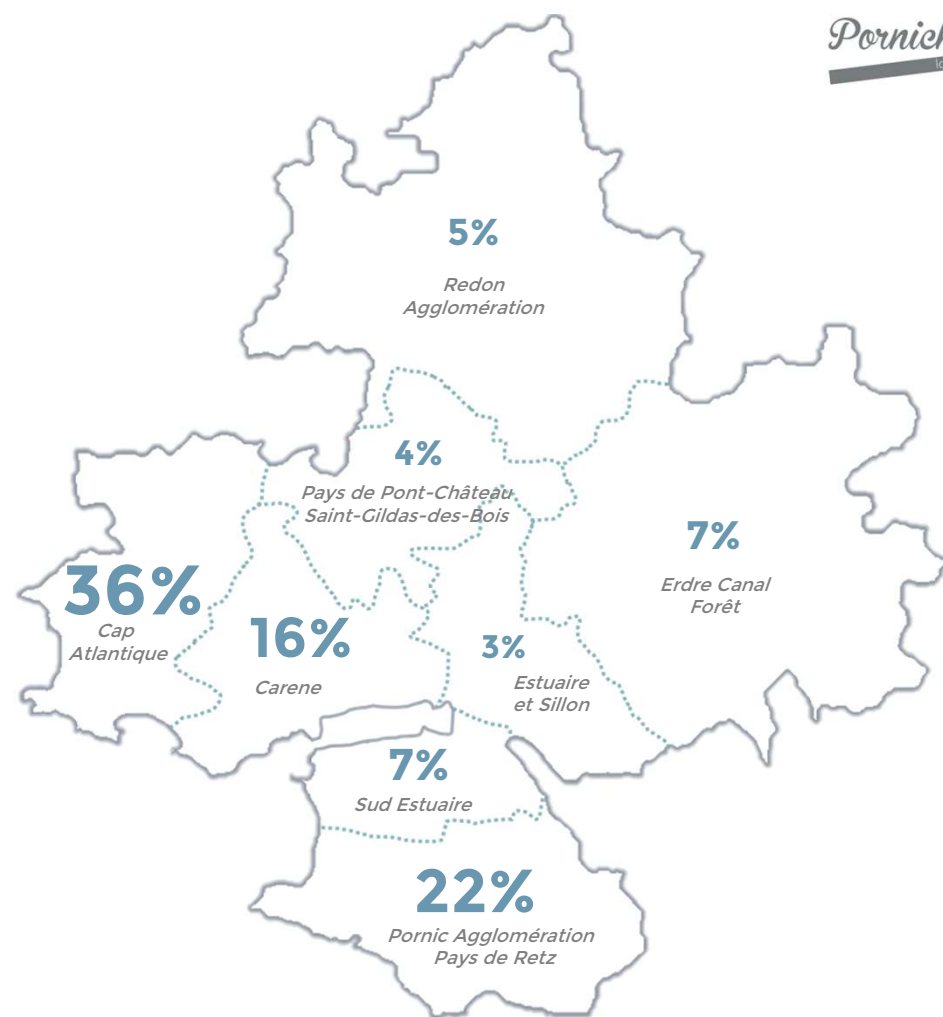 5%
Redon
Agglomération
4%
Pays de Pont-Château
Saint-Gildas-des-Bois
7%
Erdre Canal
Forêt
36%
Cap
Atlantique
16%
Carene
3%
Estuaire
et Sillon
7%
Sud Estuaire
22%
Pornic Agglomération
Pays de Retz